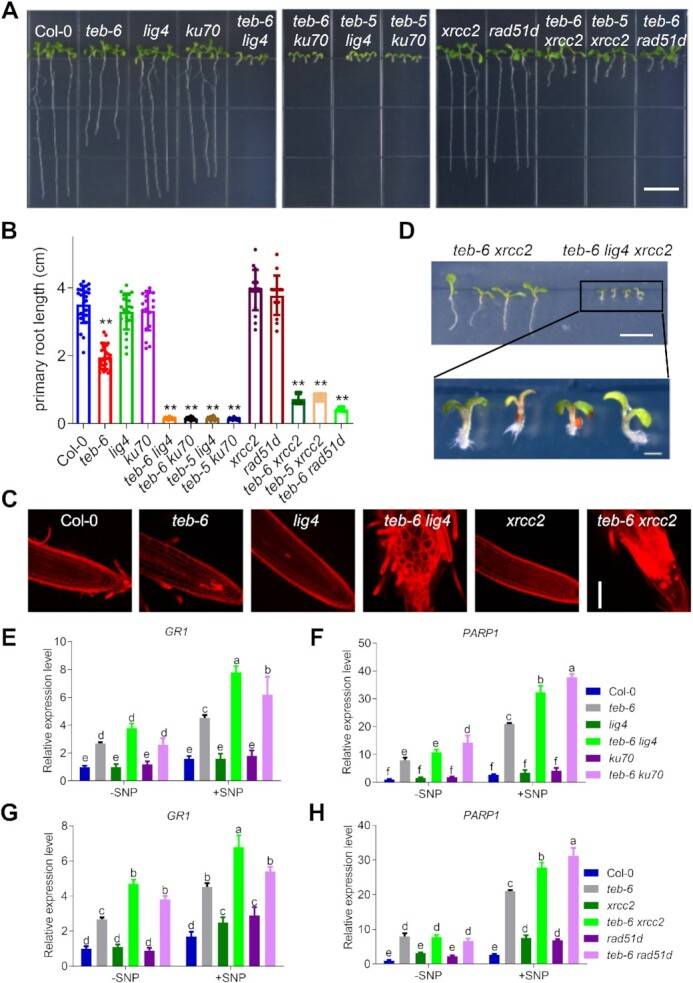 A
Col-0 teb-6 lig4 ku70 teb-6 lig4 teb-6 ku70 teb-5 lig4 teb-5 ku70 xrcc2 rad51d teb-6 xrcc2 teb-5 xrcc2 teb-6 rad51d
B
primary root length (cm)
4
2
0
**
** ** ** **
** ** **
Col-0 teb-6 lig4 ku70 teb-6 lig4 teb-6 ku70 teb-5 lig4 teb-5 ku70 xrcc2 rad51d teb-6 xrcc2 teb-5 xrcc2 teb-6 rad51d
D
teb-6 xrcc2 teb-6 lig4 xrcc2
C
Col-0 teb-6 lig4 teb-6 lig4 xrcc2 teb-6 xrcc2
E
GR1
Relative expression level
10
8
6
4
2
0
e d e d e d
e c e a e b
-SNP +SNP
F
PARP1
Relative expression level
50
40
30
20
10
0
f e f e f d
f c f b f a
-SNP +SNP
Col-0
teb-6
lig4
teb-6 lig4
ku70
teb-6 ku70
G
GR1
Relative expression level
8
6
4
2
0
d c d b d b
d b c a c b
-SNP +SNP
H
PARP1
Relative expression level
40
30
20
10
0
e d e d e d
e c d b d a
-SNP +SNP
Col-0
teb-6
xrcc2
teb-6 xrcc2
rad51d
teb-6 rad51d